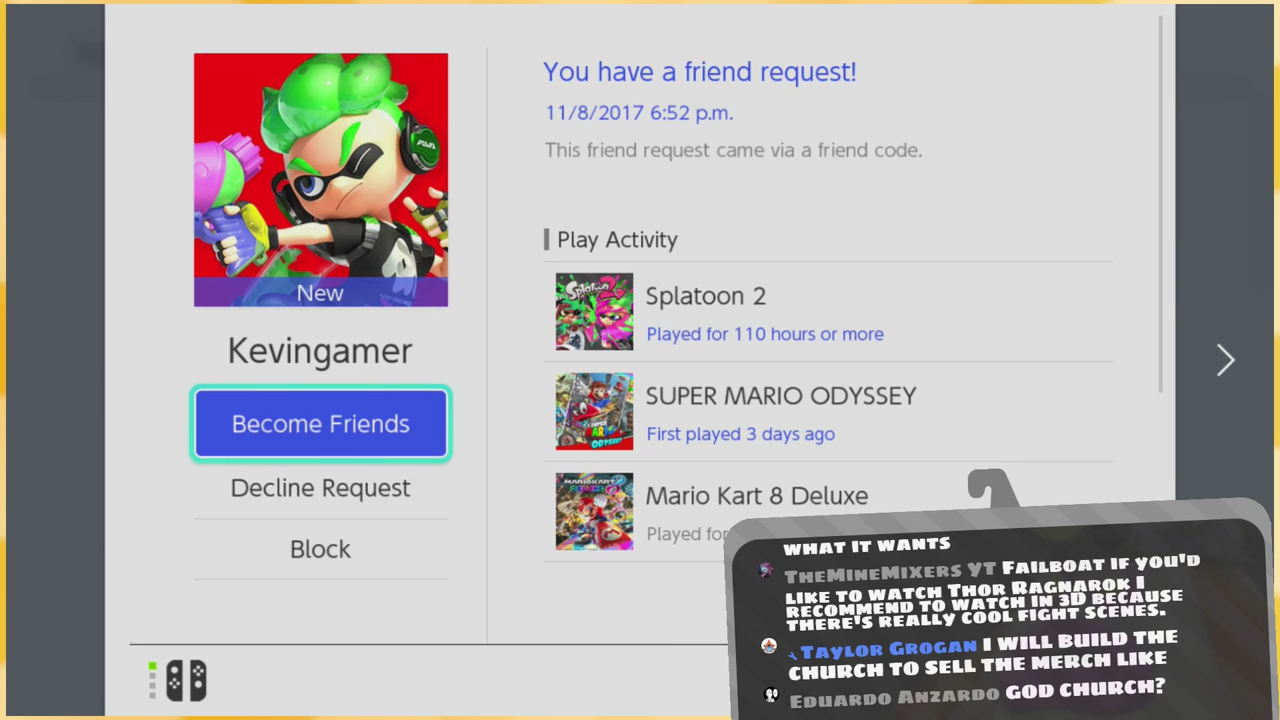 You have a friend request!
11/8/2017 6:52 p.m.
This friend request came via a friend code.
New
Kevingamer
Become Friends
Decline Request
Block
Play Activity
Splatoon 2
Splatoon 2
Played for 110 hours or more
SUPER MARIO ODYSSEY
First played 3 days ago
MARIOKART 8
Mario Kart 8 Deluxe
Played for
WHAT IT WANTS
THEMINEMIXERS YT FAILBOAT IF YOU'D
LIKE TO WATCH THOR RAGNAROK I
RECOMMEND TO WATCH IN 3D BECAUSE
THERE'S REALLY COOL FIGHT SCENES.
TAYLOR GROGAN I WILL BUILD THE
CHURCH TO SELL THE MERCH LIKE
EDUARDO ANZARDO GOD CHURCH?